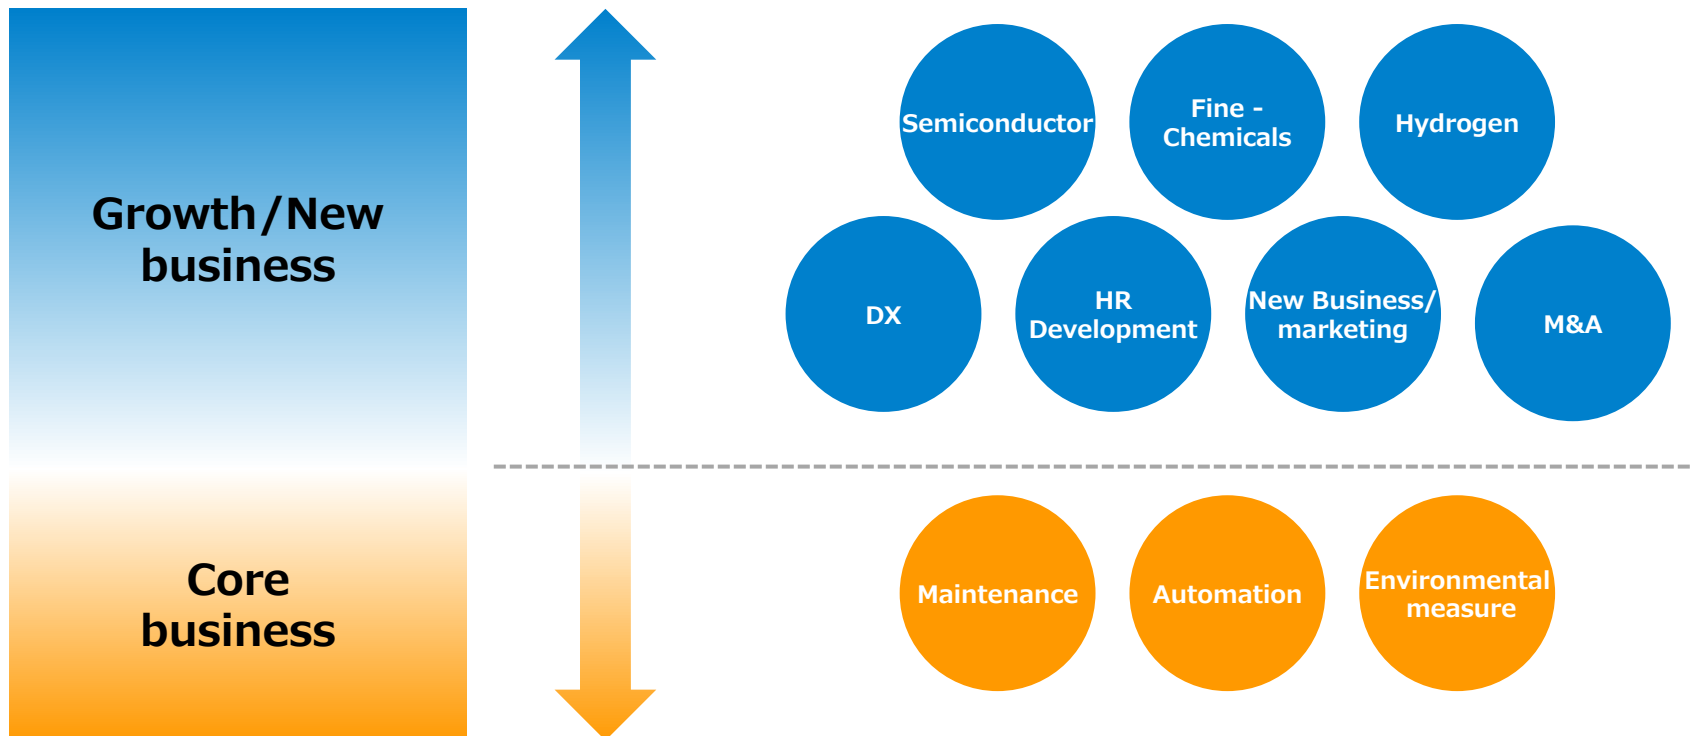 Growth/New
business
Semiconductor
Fine -
Chemicals
Hydrogen
DX
HR
Development
New Business/
marketing
M&A
Core
business
Maintenance
Automation
Environmental
measure